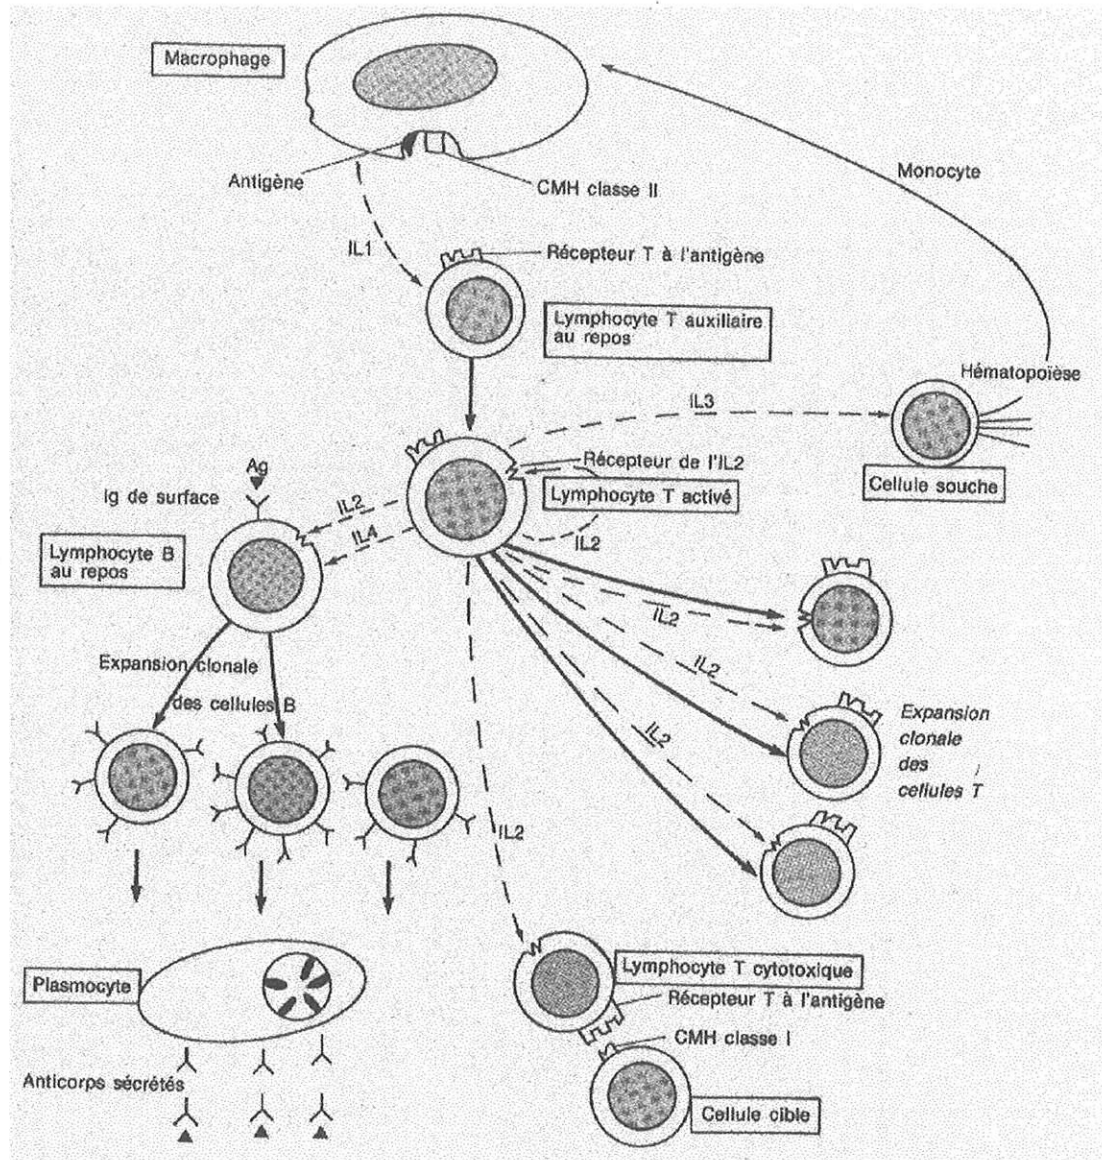 Macrophage
Antigène
CMH classe II
Monocyte
IL1
Récepteur T à l'antigène
Lymphocyte T auxiliaire
au repos
Hématopoïèse
IL3
Cellule souche
Récepteur de l'IL2
Lymphocyte T activé
IL2
Ag
Ig de surface
IL2
IL4
Lymphocyte B
au repos
IL2
IL2
IL2
Expansion clonale
des cellules B
Expansion
clonale
des
cellules T
IL2
Plasmocyte
Lymphocyte T cytotoxique
Récepteur T à l'antigène
CMH classe I
Anticorps sécrétés
Cellule cible